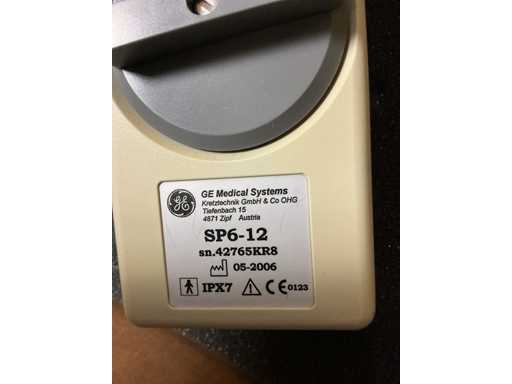 GE Medical Systems
Kretztechnik GmbH & Co OHG
Tiefenbach 15
4871 Zipf Austria
SP6-12
sn.42765KR8
05-2006
IPX7 CE 0123